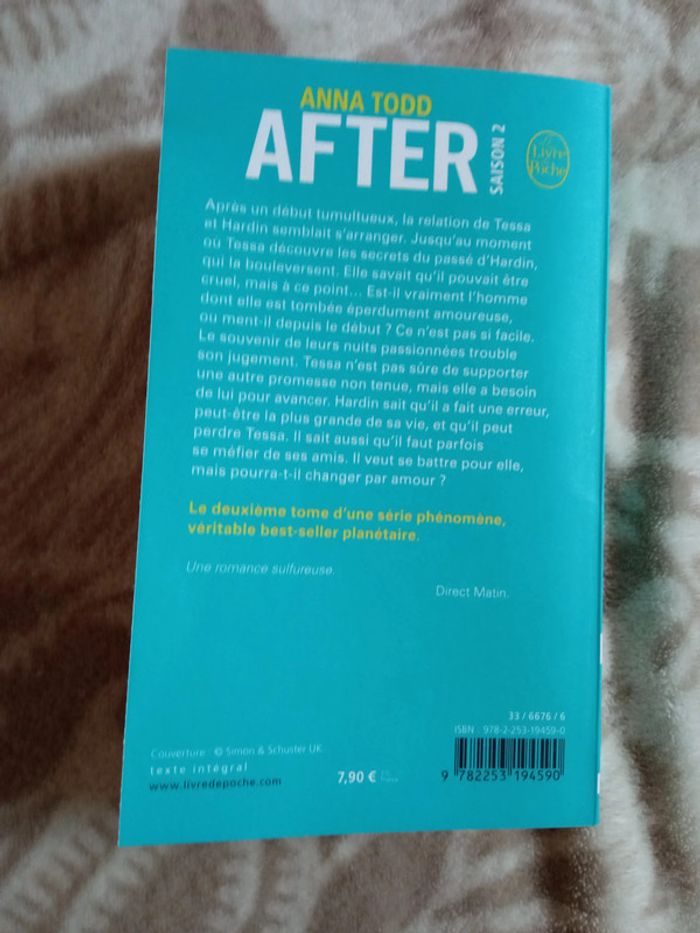 ANNA TODD
AFTER
SAISON 2
Le
Livre
de
Poche
Après un début tumultueux, la relation de Tessa
et Hardin semblait s'arranger. Jusqu'au moment
où Tessa découvre les secrets du passé d'Hardin,
qui la bouleversent. Elle savait qu'il pouvait être
cruel, mais à ce point... Est-il vraiment l'homme
dont elle est tombée éperdument amoureuse,
ou ment-il depuis le début ? Ce n'est pas si facile.
Le souvenir de leurs nuits passionnées trouble
son jugement. Tessa n'est pas sûre de supporter
une autre promesse non tenue, mais elle a besoin
de lui pour avancer. Hardin sait qu'il a fait une erreur,
peut-être la plus grande de sa vie, et qu'il peut
perdre Tessa. Il sait aussi qu'il faut parfois
se méfier de ses amis. Il veut se battre pour elle,
mais pourra-t-il changer par amour ?
Le deuxième tome d'une série phénomène,
véritable best-seller planétaire.
Une romance sulfureuse.
Direct Matin.
33 / 6676 / 6
ISBN : 978-2-253-19459-0
Couverture : © Simon & Schuster UK.
texte intégral
www.livredepoche.com
7,90 €
France
9 782253 194590